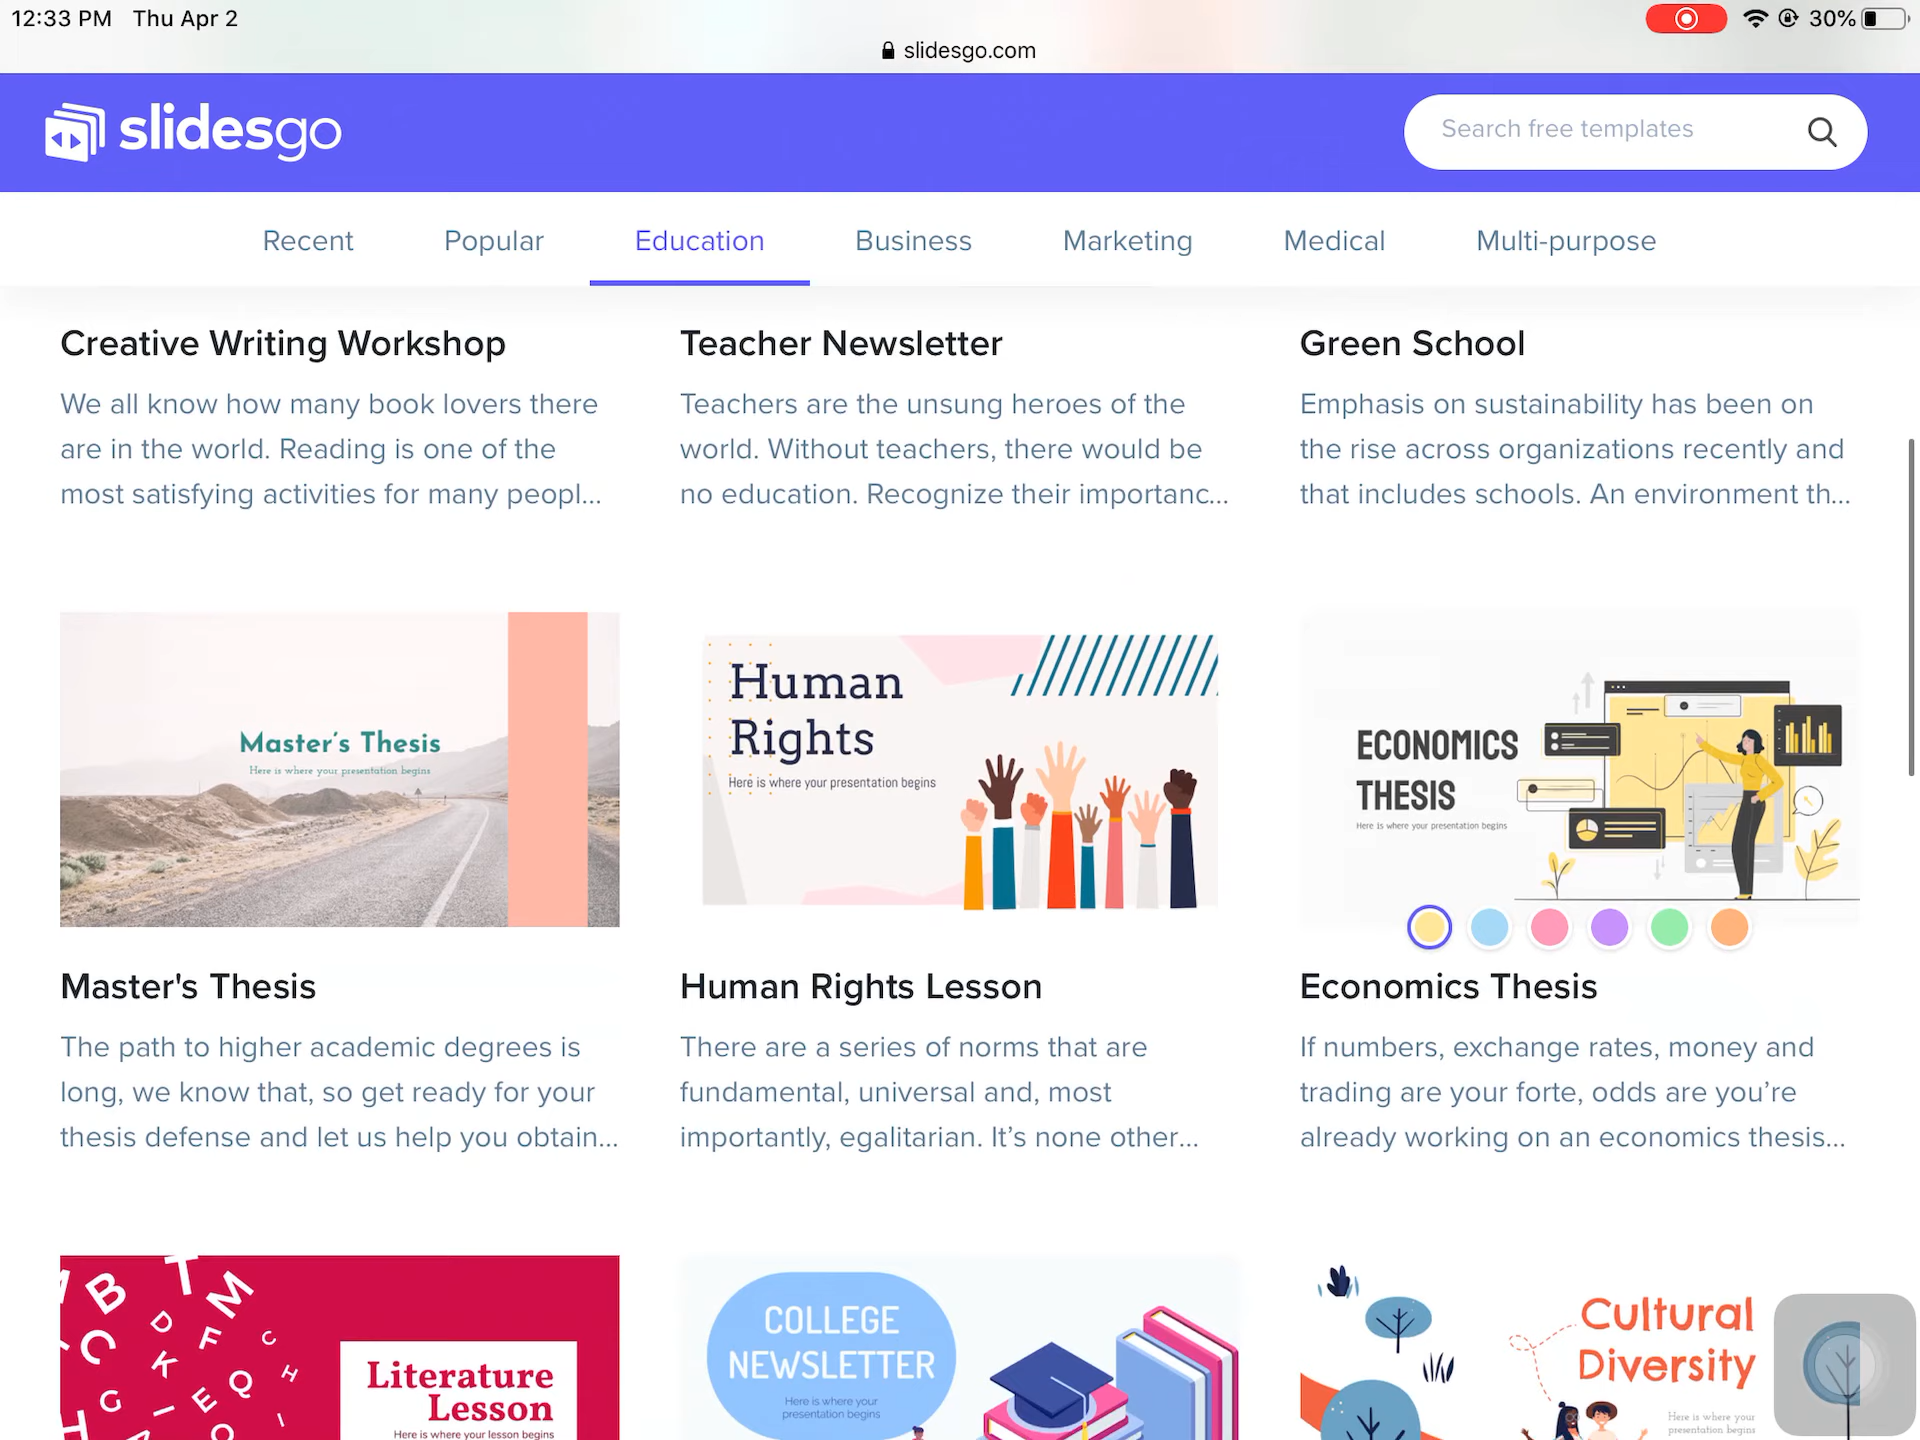 12:33 PM Thu Apr 2
30%
slidesgo.com
slidesgo
Search free templates
Recent Popular Education Business Marketing Medical Multi-purpose
Creative Writing Workshop
We all know how many book lovers there
are in the world. Reading is one of the
most satisfying activities for many peopl...
Teacher Newsletter
Teachers are the unsung heroes of the
world. Without teachers, there would be
no education. Recognize their importanc...
Green School
Emphasis on sustainability has been on
the rise across organizations recently and
that includes schools. An environment th...
Master's Thesis
Here is where your presentation begins
Human
Rights
Here is where your presentation begins
ECONOMICS
THESIS
Here is where your presentation begins
Master's Thesis
The path to higher academic degrees is
long, we know that, so get ready for your
thesis defense and let us help you obtain...
Human Rights Lesson
There are a series of norms that are
fundamental, universal and, most
importantly, egalitarian. It’s none other...
Economics Thesis
If numbers, exchange rates, money and
trading are your forte, odds are you’re
already working on an economics thesis...
B T M
C D F C
K H
G E Q
I
Literature
Lesson
Here is where your lesson begins
COLLEGE
NEWSLETTER
Here is where your
presentation begins
Cultural
Diversity
Here is where your
presentation begins